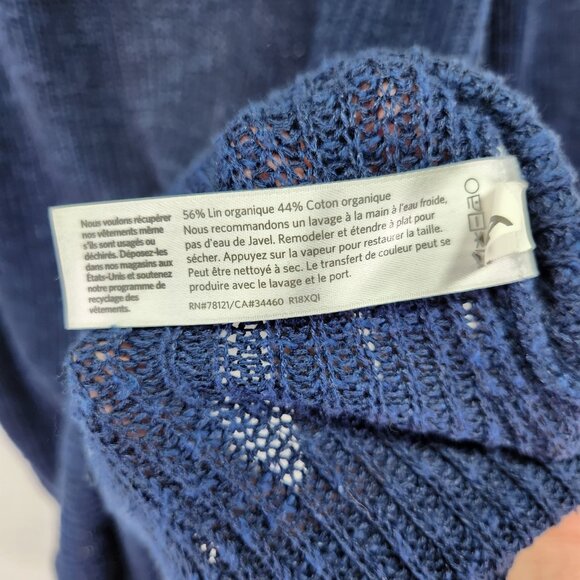 Nous voulons récupérer
nos vêtements même
s'ils sont usagés ou
déchirés. Déposez-les
dans nos magasins aux
États-Unis et soutenez
notre programme de
recyclage des
vêtements.
56% Lin organique 44% Coton organique
Nous recommandons un lavage à la main à l'eau froide,
pas d'eau de Javel. Remodeler et étendre à plat pour
sécher. Appuyez sur la vapeur pour restaurer la taille.
Peut être nettoyé à sec. Le transfert de couleur peut se
produire avec le lavage et le port.
RN#78121/CA#34460 R18XQI